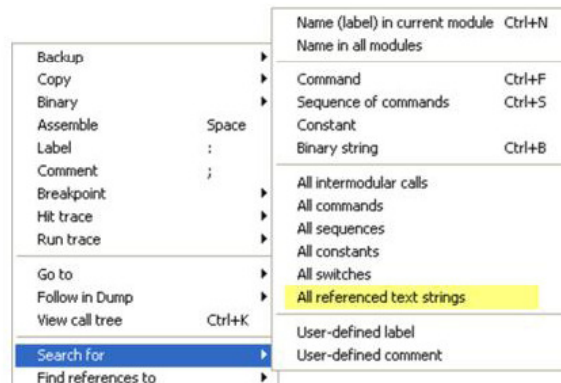 Name (label) in current module Ctrl+N
Name in all modules
Command Ctrl+F
Sequence of commands Ctrl+S
Constant
Binary string Ctrl+B
All intermodular calls
All commands
All sequences
All constants
All switches
All referenced text strings
User-defined label
User-defined comment
Backup
Copy
Binary
Assemble Space
Label :
Comment ;
Breakpoint
Hit trace
Run trace
Go to
Follow in Dump
View call tree Ctrl+K
Search for
Find references to